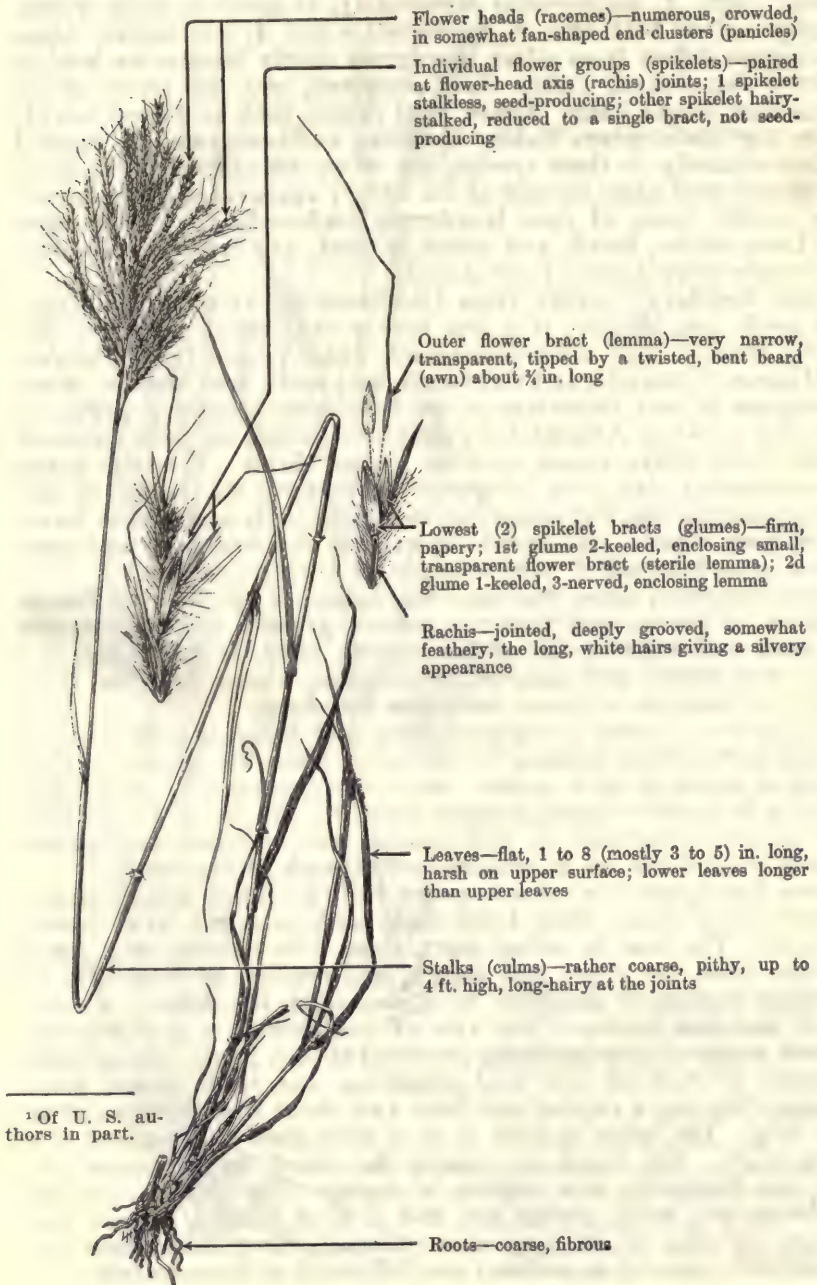 Flower heads (racemes)—numerous, crowded,
in somewhat fan-shaped end clusters (panicles)
Individual flower groups (spikelets)—paired
at flower-head axis (rachis) joints; 1 spikelet
stalkless, seed-producing; other spikelet hairy-
stalked, reduced to a single bract, not seed-
producing
Outer flower bract (lemma)—very narrow,
transparent, tipped by a twisted, bent beard
(awn) about in. long
Lowest (2) spikelet bracts (glumes)—firm,
papery; 1st glume 2-keeled, enclosing small,
transparent flower bract (sterile lemma); 2d
glume 1-keeled, 3-nerved, enclosing lemma
Rachis—jointed, deeply grooved, somewhat
feathery, the long, white hairs giving a silvery
appearance
Leaves—flat, 1 to 8 (mostly 3 to 5) in. long,
harsh on upper surface; lower leaves longer
than upper leaves
Stalks (culms)—rather coarse, pithy, up to
4 ft. high, long-hairy at the joints
¹ Of U. S. au-
thors in part.
Roots—coarse, fibrous